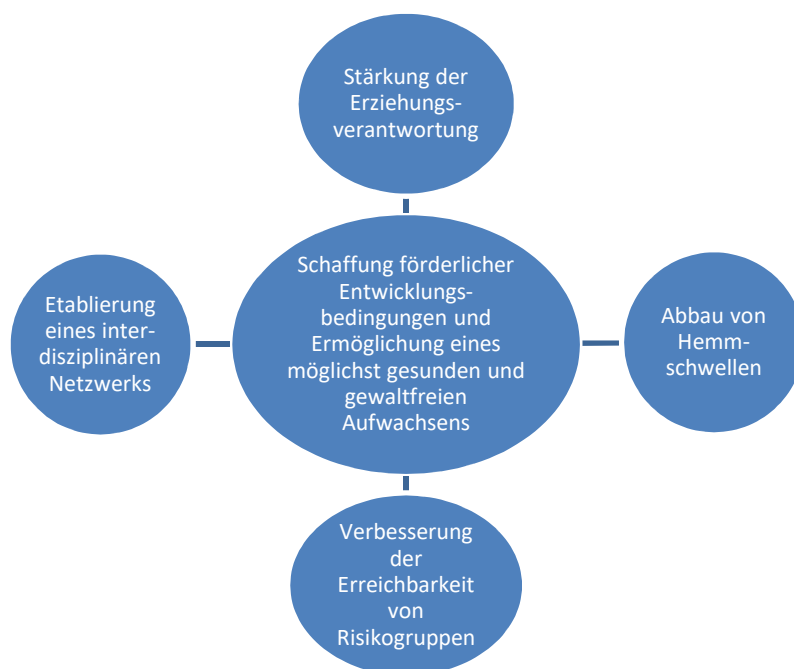 Stärkung der
Erziehungs-
verantwortung
Schaffung förderlicher
Entwicklungs-
bedingungen und
Ermöglichung eines
möglichst gesunden und
gewaltfreien
Aufwachsens
Etablierung
eines inter-
disziplinären
Netzwerks
Abbau von
Hemm-
schwellen
Verbesserung
der
Erreichbarkeit
von
Risikogruppen